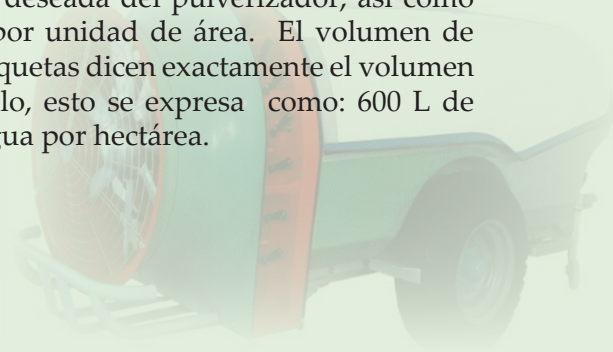 deseada del pulverizador, así como
por unidad de área. El volumen de
quetas dicen exactamente el volumen
lo, esto se expresa como: 600 L de
gua por hectárea.